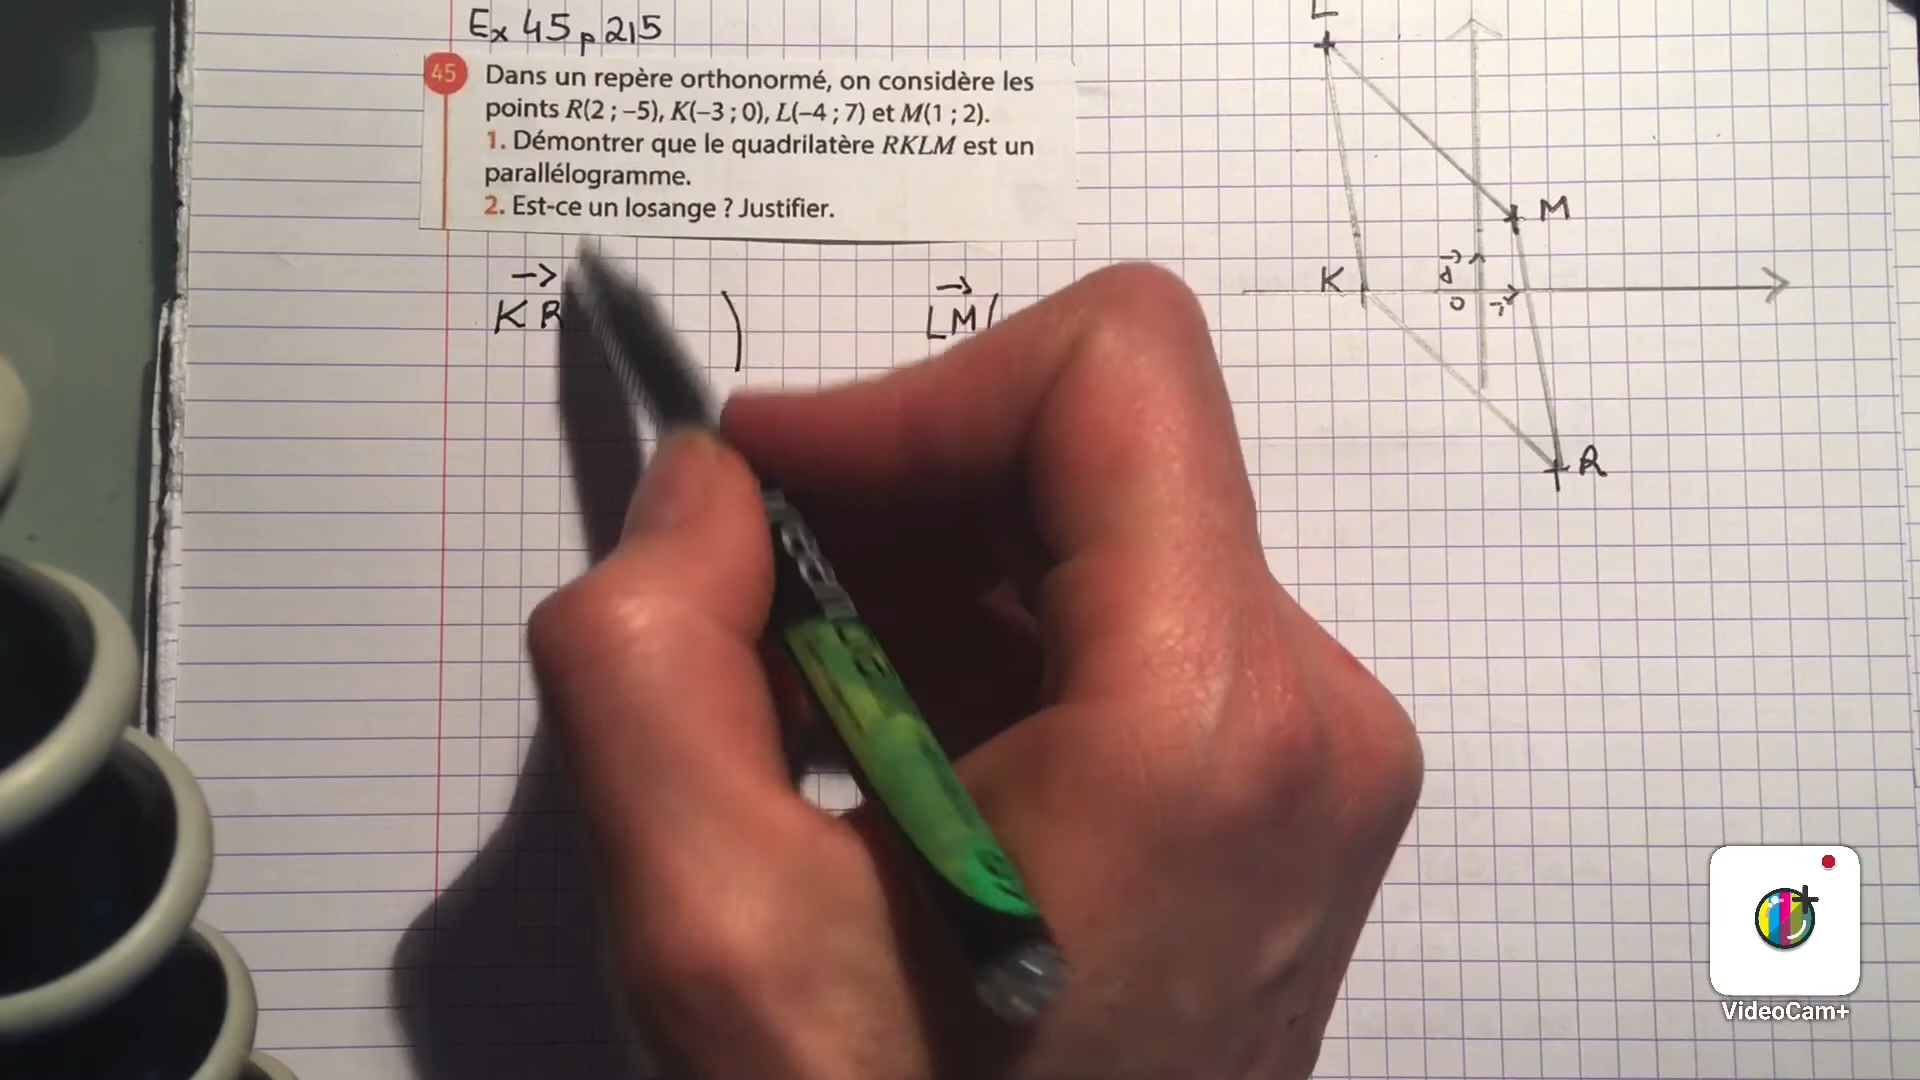 Ex 45 p 215
45 Dans un repère orthonormé, on considère les
points R(2 ; –5), K(–3 ; 0), L(–4 ; 7) et M(1 ; 2).
1. Démontrer que le quadrilatère RKLM est un
parallélogramme.
2. Est-ce un losange ? Justifier.
KR )
LM (
L
M
K
O
R
VideoCam+